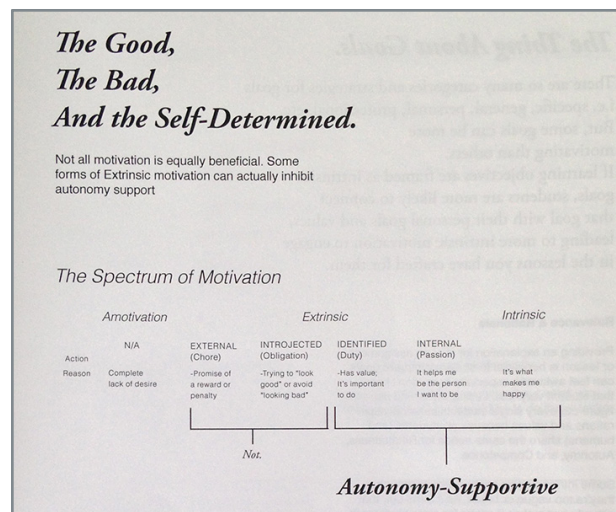 The Good,
The Bad,
And the Self-Determined.
Not all motivation is equally beneficial. Some
forms of Extrinsic motivation can actually inhibit
autonomy support
The Spectrum of Motivation
Amotivation Extrinsic Intrinsic
N/A EXTERNAL INTROJECTED IDENTIFIED INTERNAL
(Chore) (Obligation) (Duty) (Passion)
Action
Reason Complete -Promise of -Trying to "look -Has value; It helps me It's what
lack of desire a reward or good" or avoid It's important be the person makes me
penalty "looking bad" to do I want to be happy
Not.
Autonomy-Supportive